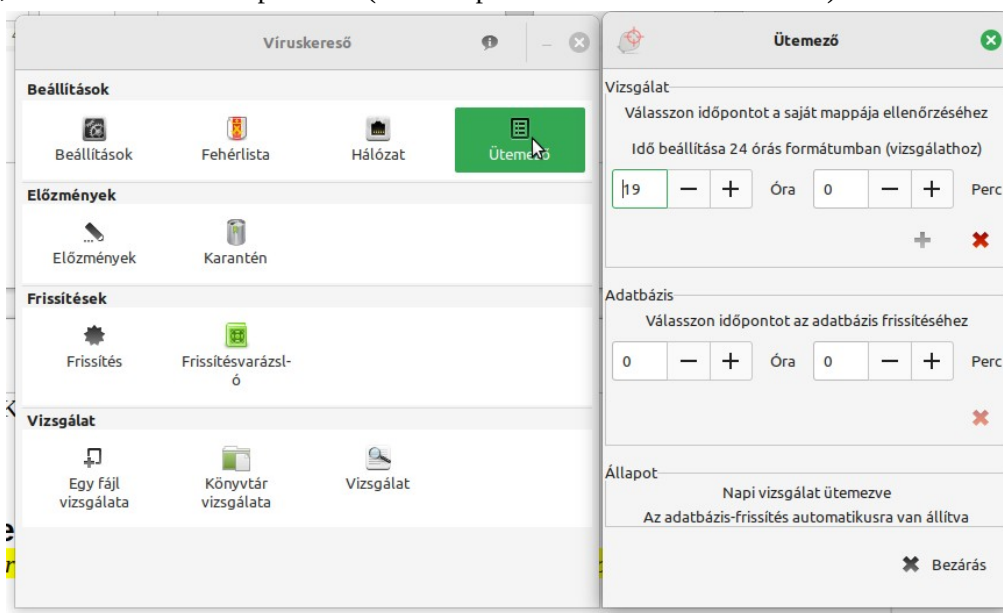 Víruskereső
Beállítások
Beállítások
Fehérlista
Hálózat
Ütemező
Előzmények
Előzmények
Karantén
Frissítések
Frissítés
Frissítésvarázsl-
ó
Vizsgálat
Egy fájl
vizsgálata
Könyvtár
vizsgálata
Vizsgálat
Ütemező
Vizsgálat
Válasszon időpontot a saját mappája ellenőrzéséhez
Idő beállítása 24 órás formátumban (vizsgálathoz)
19 Óra 0 Perc
Adatbázis
Válasszon időpontot az adatbázis frissítéséhez
0 Óra 0 Perc
Állapot
Napi vizsgálat ütemezve
Az adatbázis-frissítés automatikusra van állítva
Bezárás